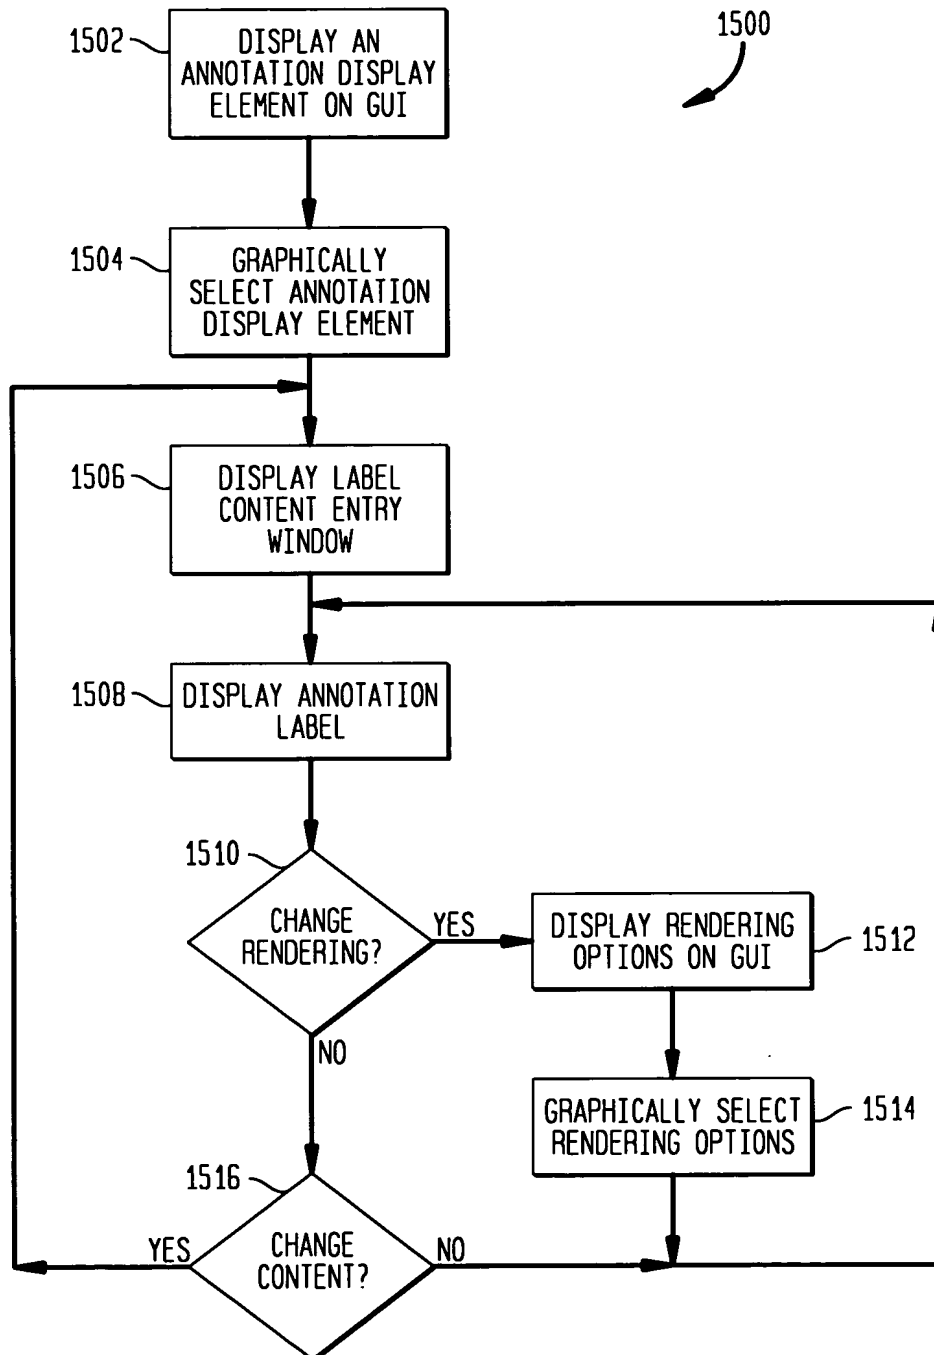 1500
1502
DISPLAY AN
ANNOTATION DISPLAY
ELEMENT ON GUI
1504
GRAPHICALLY
SELECT ANNOTATION
DISPLAY ELEMENT
1506
DISPLAY LABEL
CONTENT ENTRY
WINDOW
1508
DISPLAY ANNOTATION
LABEL
1510
CHANGE
RENDERING?
YES
DISPLAY RENDERING
OPTIONS ON GUI
1512
NO
GRAPHICALLY SELECT
RENDERING OPTIONS
1514
1516
YES
CHANGE
CONTENT?
NO